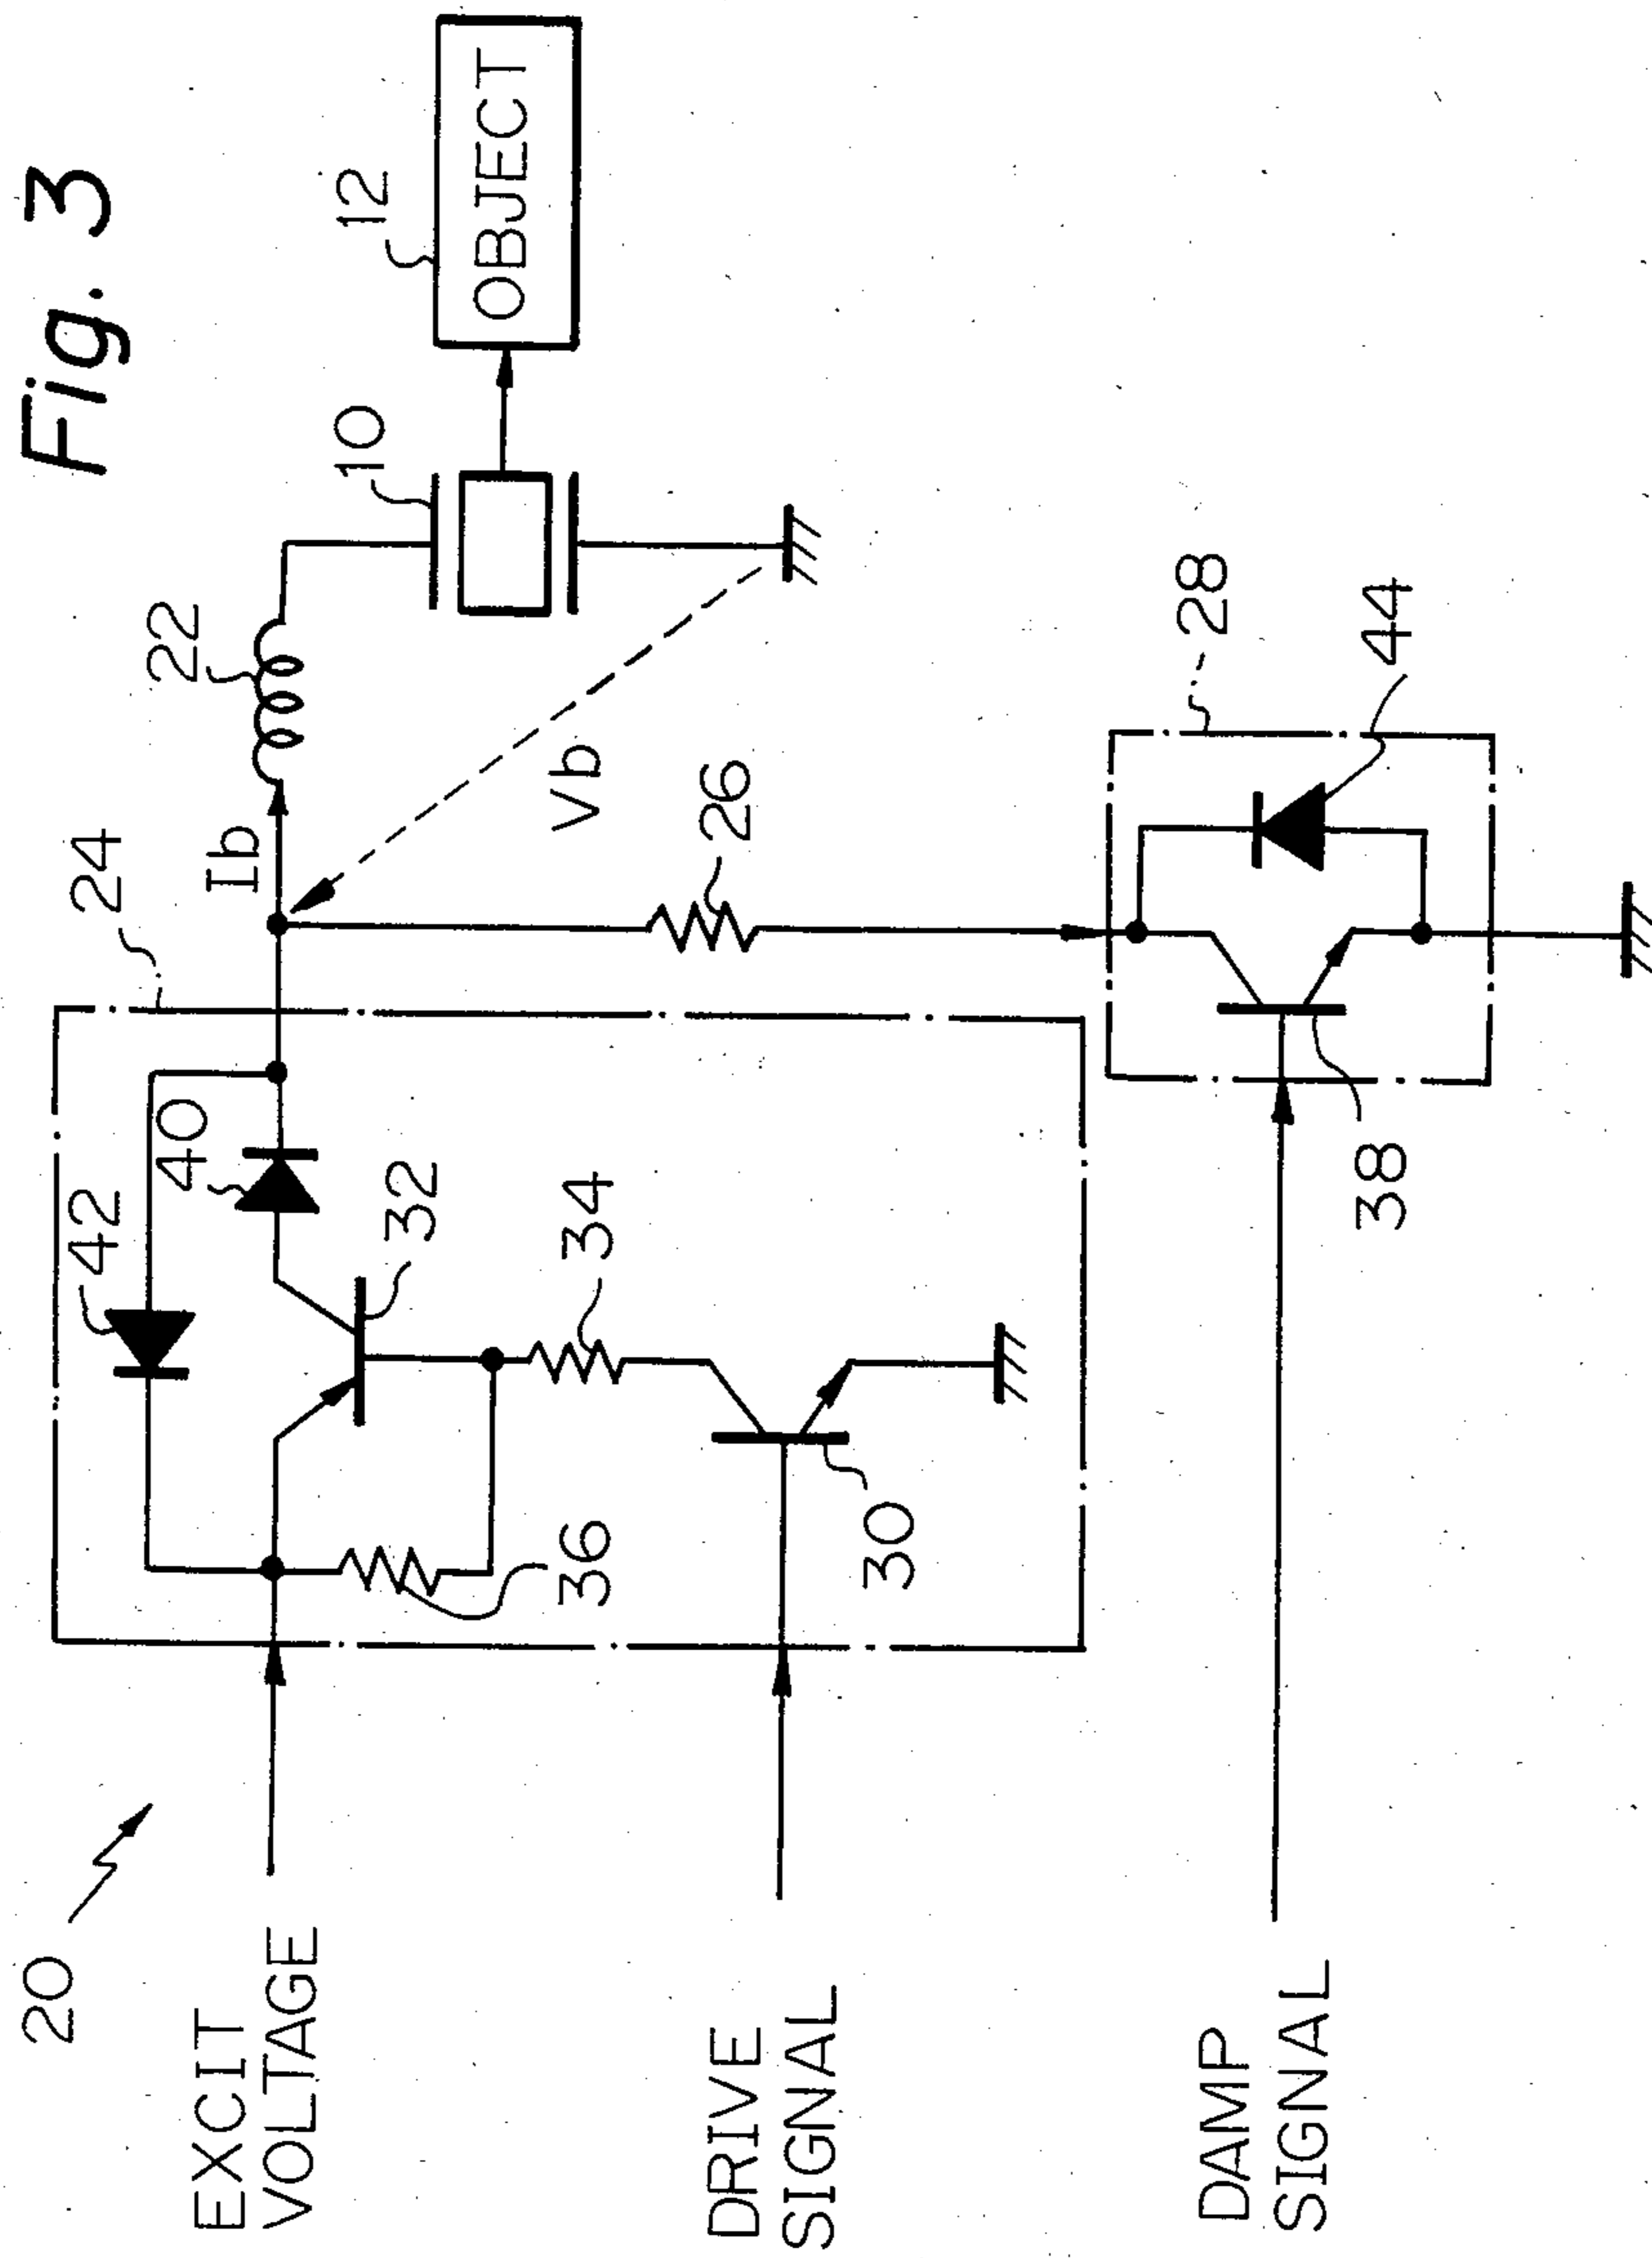 Fig. 3
20
24
22
10
12
42
40
Ib
EXCIT
VOLTAGE
32
OBJECT
36
34
Vb
26
DRIVE
SIGNAL
30
28
DAMP
SIGNAL
38
44